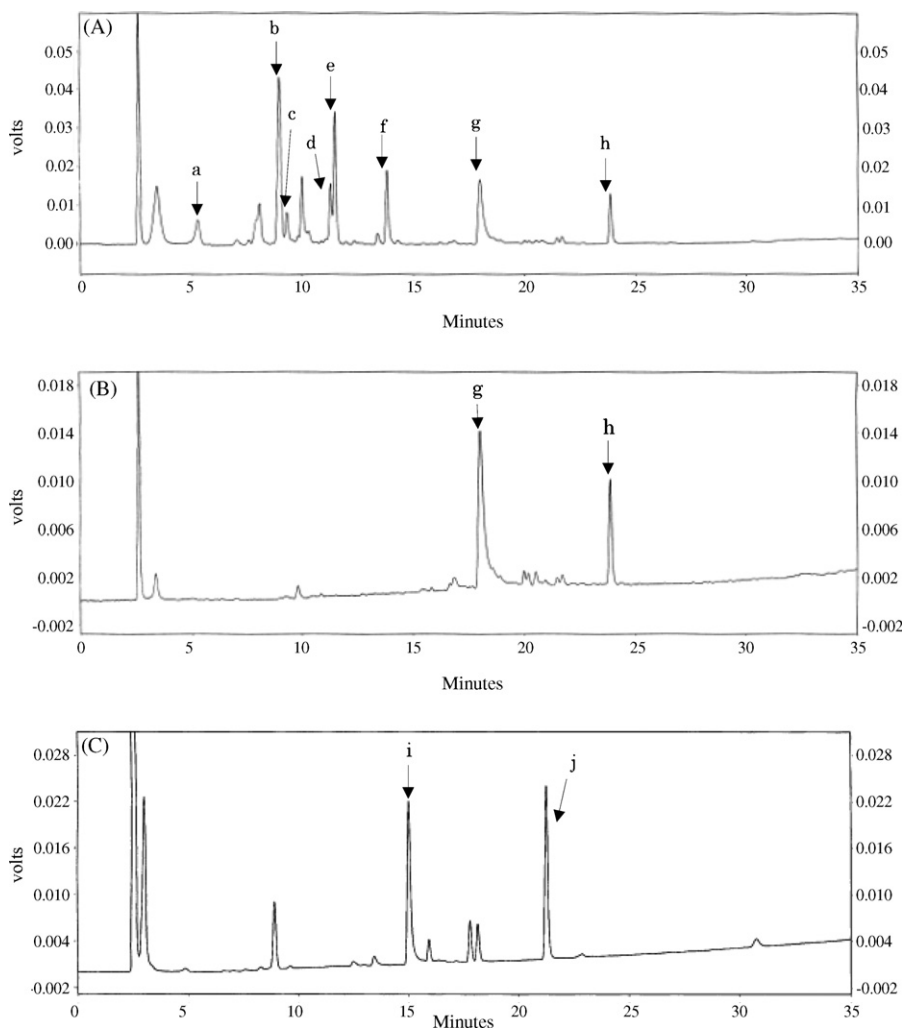 (A)
b
e
c
a
d
f
g
h
volts
0.05 0.05
0.04 0.04
0.03 0.03
0.02 0.02
0.01 0.01
0.00 0.00
0 5 10 15 20 25 30 35
Minutes
(B)
g
h
volts
0.018 0.018
0.014 0.014
0.010 0.010
0.006 0.006
0.002 0.002
-0.002 -0.002
0 5 10 15 20 25 30 35
Minutes
(C)
i
j
volts
0.028 0.028
0.022 0.022
0.016 0.016
0.010 0.010
0.004 0.004
-0.002 -0.002
0 5 10 15 20 25 30 35
Minutes